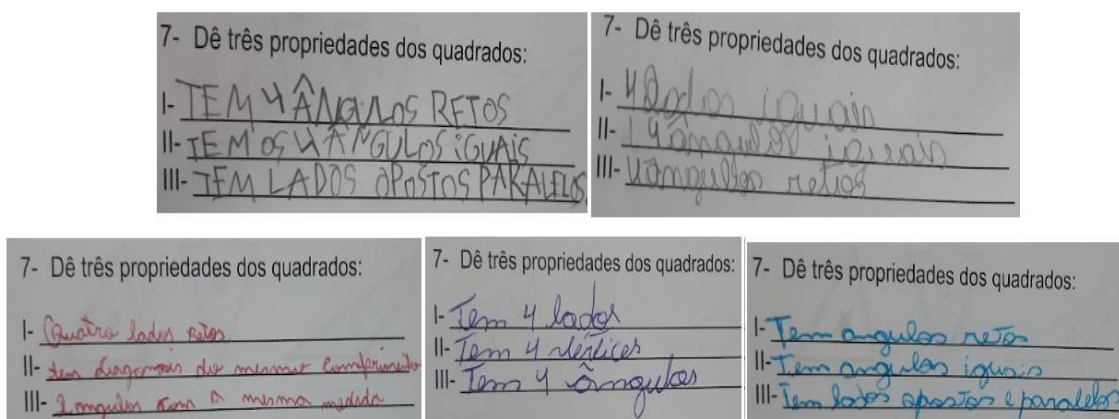 7- Dê três propriedades dos quadrados:
I- TEM 4 ÂNGULOS RETOS
II- TEM OS 4 ÂNGULOS iGUAiS
III- TEM LADOS OPOSTOS PARALELOS
7- Dê três propriedades dos quadrados:
I- 4 lados iguais
II- 4 ângulos iguais
III- 4 angulos retos
7- Dê três propriedades dos quadrados:
I- Quatro lados retos
II- tem diagonais do mesmo comprimento
III- 2 angulos com a mesma medida
7- Dê três propriedades dos quadrados:
I- Tem 4 lados
II- Tem 4 vértices
III- Tem 4 ângulos
7- Dê três propriedades dos quadrados:
I- Tem angulos retos
II- Tem angulos iguais
III- Tem lados opostos e paralelos